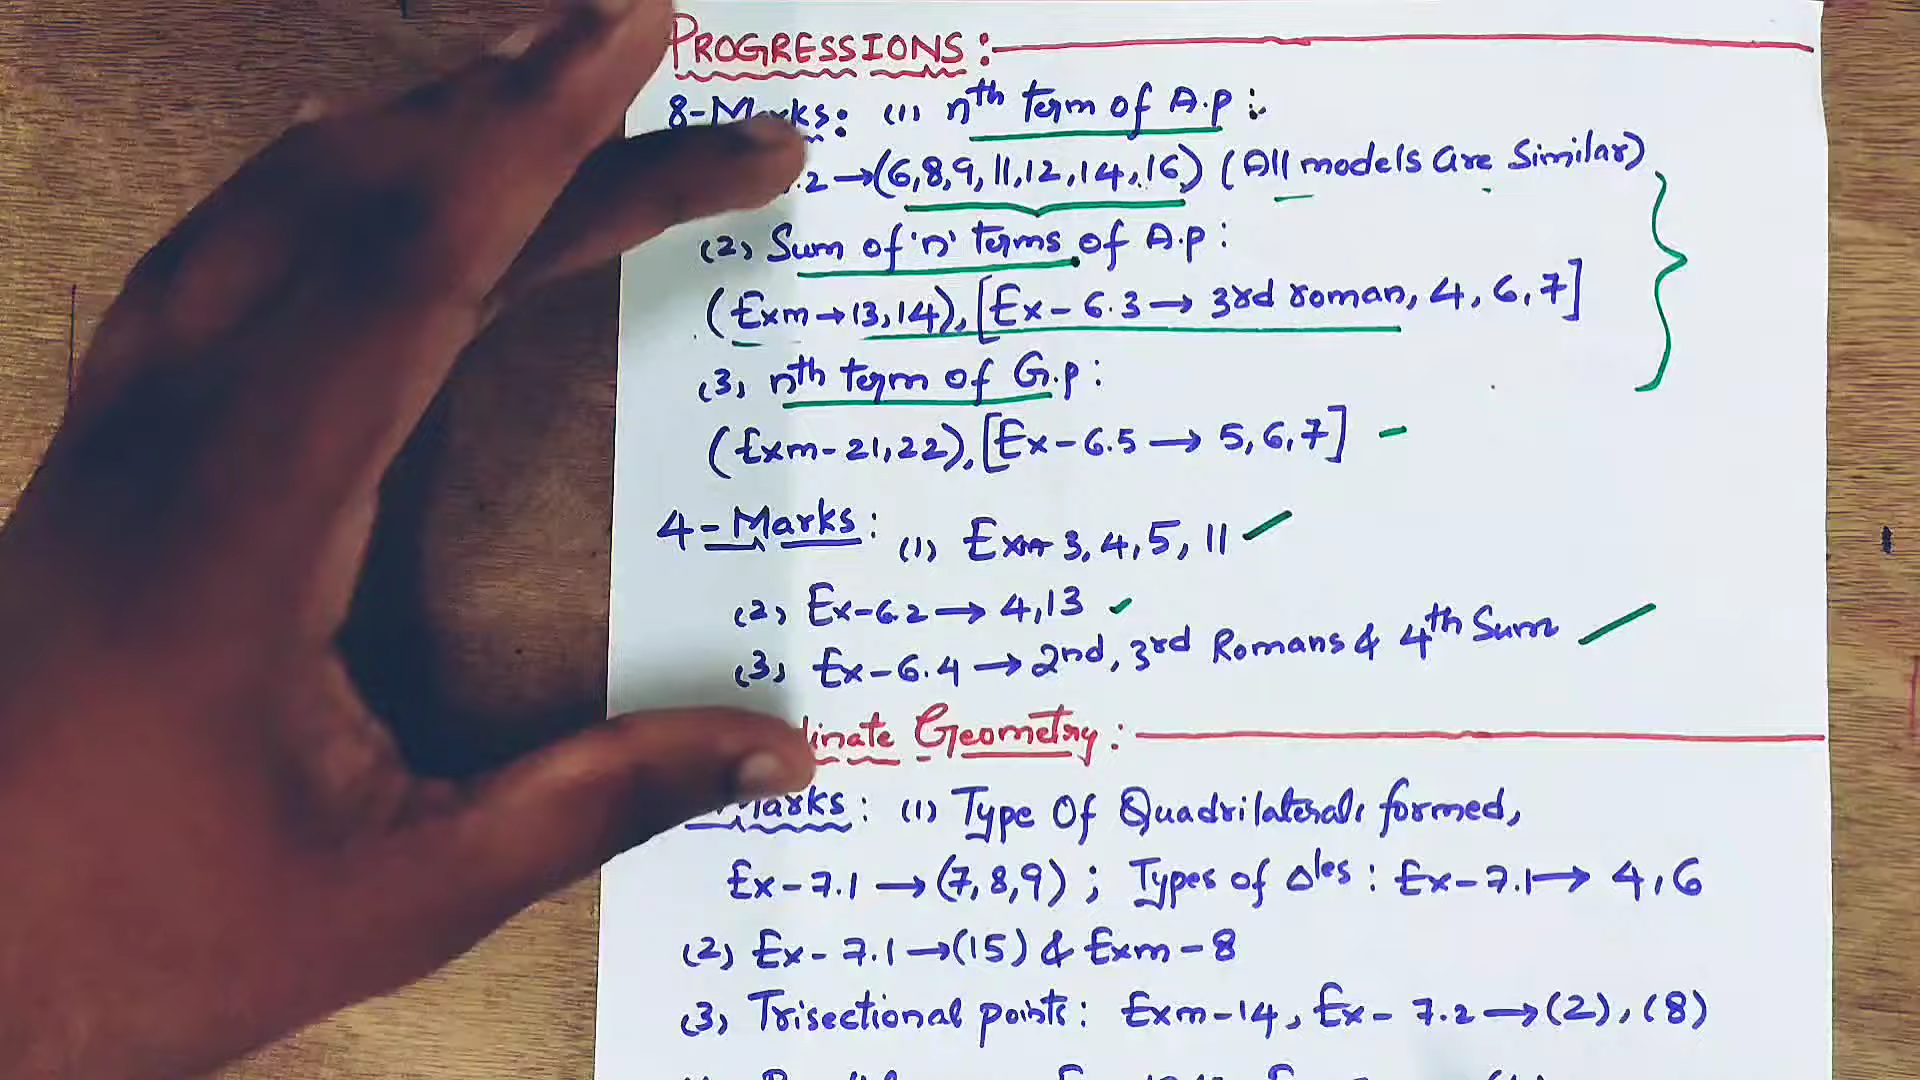 PROGRESSIONS:
8-Marks: (1) nth term of A.p:
.2→(6,8,9,11,12,14,16) (All models are Similar)
(2) Sum of 'n' terms of A.p:
(Exm→13,14), [Ex-6.3→ 3rd roman, 4, 6, 7]
(3) nth term of G.p:
(Exm-21,22), [Ex-6.5→ 5,6,7]
4-Marks: (1) Exm 3, 4, 5, 11
(2) Ex-6.2→ 4,13
(3) Ex-6.4→2nd, 3rd Romans & 4th Sum
Geometry:
Marks: (1) Type Of Quadrilaterals formed,
Ex-7.1→(7,8,9); Types of Δles: Ex-7.1→ 4,6
(2) Ex-7.1→(15) & Exm-8
(3) Trisectional points: Exm-14, Ex-7.2→(2),(8)